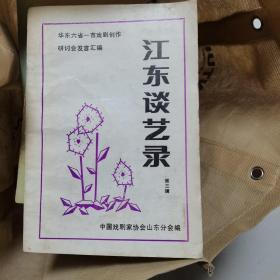 华东六省一市戏剧创作
研讨会发言汇编
江东谈艺录
第三辑
中国戏剧家协会山东分会编